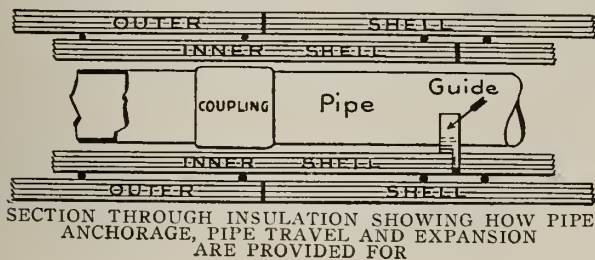 OUTER SHELL
INNER SHELL
COUPLING Pipe Guide
INNER SHELL
OUTER SHELL
SECTION THROUGH INSULATION SHOWING HOW PIPE
ANCHORAGE, PIPE TRAVEL AND EXPANSION
ARE PROVIDED FOR